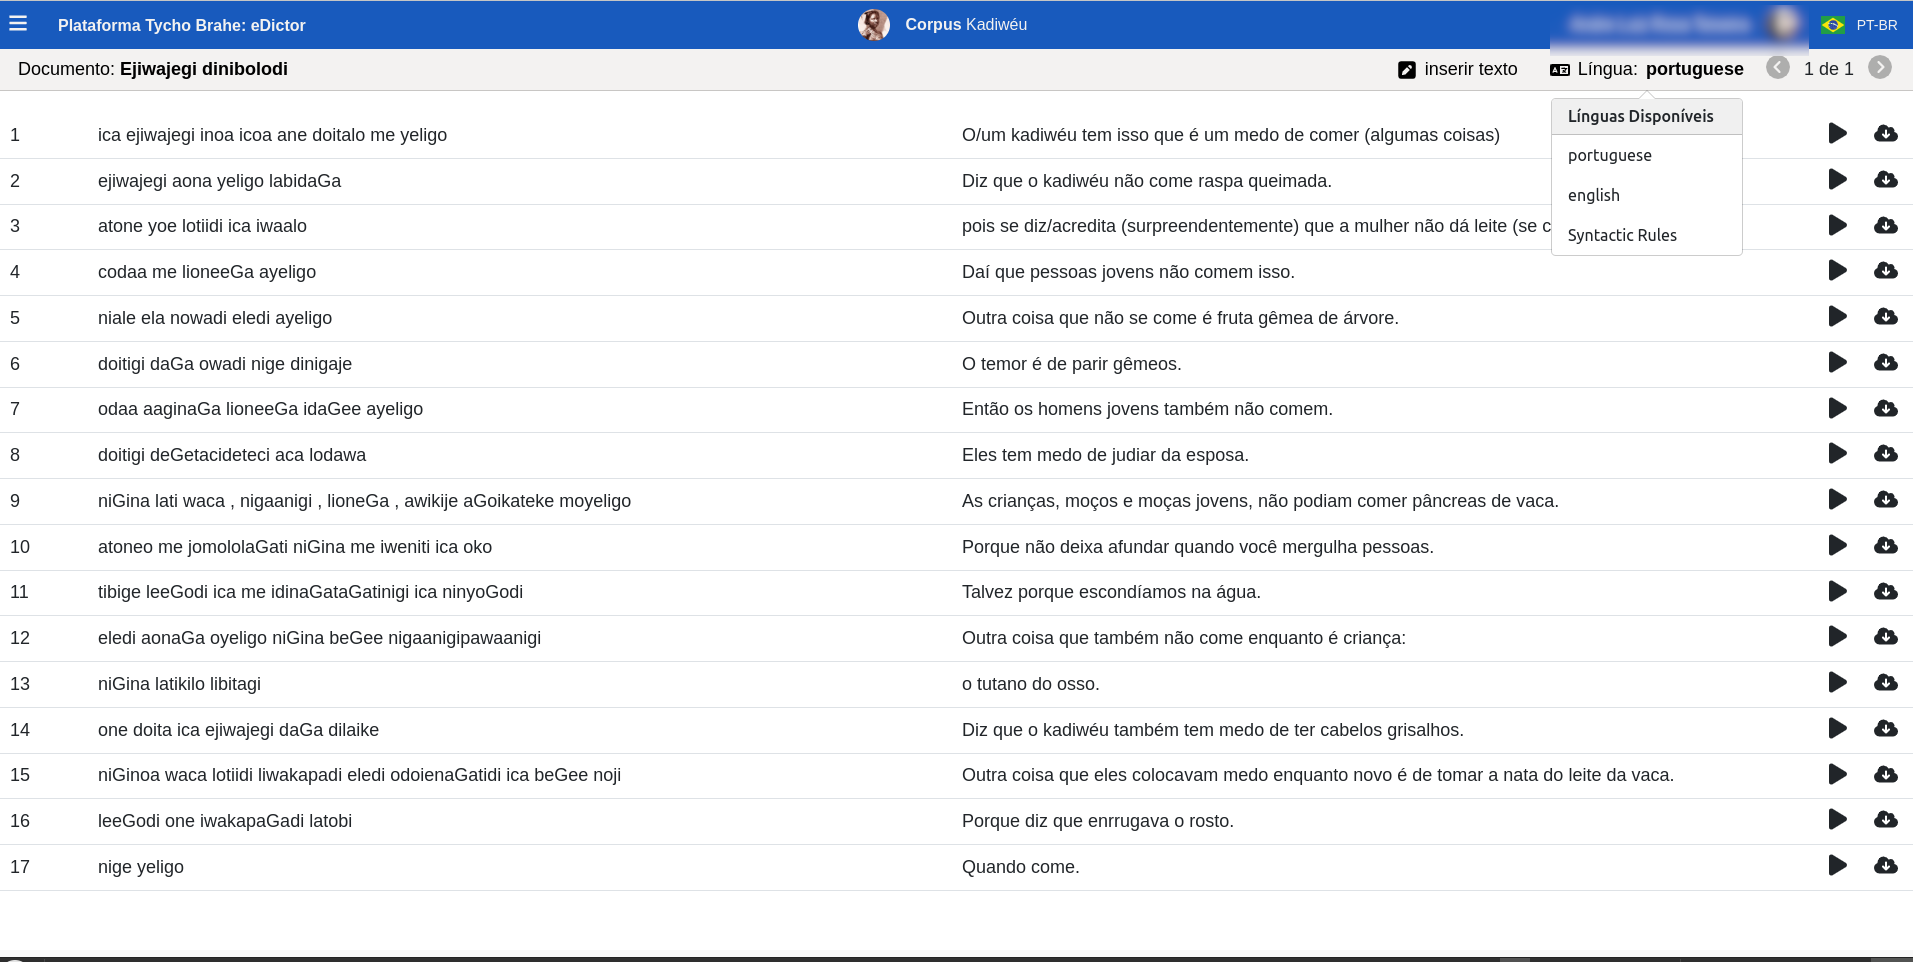 Plataforma Tycho Brahe: eDictor
Corpus Kadiwéu
PT-BR
Documento: Ejiwajegi dinibolodi
inserir texto
Língua: portuguese
1 de 1
Línguas Disponíveis
portuguese
english
Syntactic Rules
1 ica ejiwajegi inoa icoa ane doitalo me yeligo O/um kadiwéu tem isso que é um medo de comer (algumas coisas)
2 ejiwajegi aona yeligo labidaGa Diz que o kadiwéu não come raspa queimada.
3 atone yoe lotiidi ica iwaalo pois se diz/acredita (surpreendentemente) que a mulher não dá leite (se c
4 codaa me lioneeGa ayeligo Daí que pessoas jovens não comem isso.
5 niale ela nowadi eledi ayeligo Outra coisa que não se come é fruta gêmea de árvore.
6 doitigi daGa owadi nige dinigaje O temor é de parir gêmeos.
7 odaa aaginaGa lioneeGa idaGee ayeligo Então os homens jovens também não comem.
8 doitigi deGetacideteci aca lodawa Eles tem medo de judiar da esposa.
9 niGina lati waca , nigaanigi , lioneGa , awikije aGoikateke moyeligo As crianças, moços e moças jovens, não podiam comer pâncreas de vaca.
10 atoneo me jomololaGati niGina me iweniti ica oko Porque não deixa afundar quando você mergulha pessoas.
11 tibige leeGodi ica me idinaGataGatinigi ica ninyoGodi Talvez porque escondíamos na água.
12 eledi aonaGa oyeligo niGina beGee nigaanigipawaanigi Outra coisa que também não come enquanto é criança:
13 niGina latikilo libitagi o tutano do osso.
14 one doita ica ejiwajegi daGa dilaike Diz que o kadiwéu também tem medo de ter cabelos grisalhos.
15 niGinoa waca lotiidi liwakapadi eledi odoienaGatidi ica beGee noji Outra coisa que eles colocavam medo enquanto novo é de tomar a nata do leite da vaca.
16 leeGodi one iwakapaGadi latobi Porque diz que enrrugava o rosto.
17 nige yeligo Quando come.